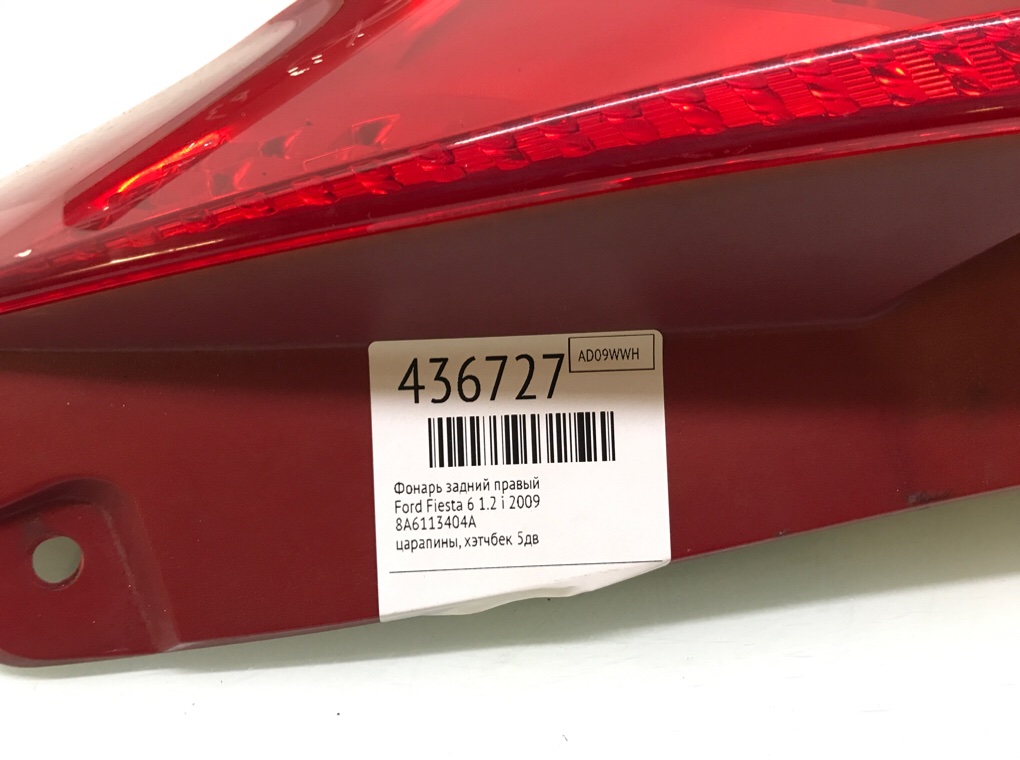 436727
AD09WWH
Фонарь задний правый
Ford Fiesta 6 1.2 i 2009
8A6113404A
царапины, хэтчбек 5дв